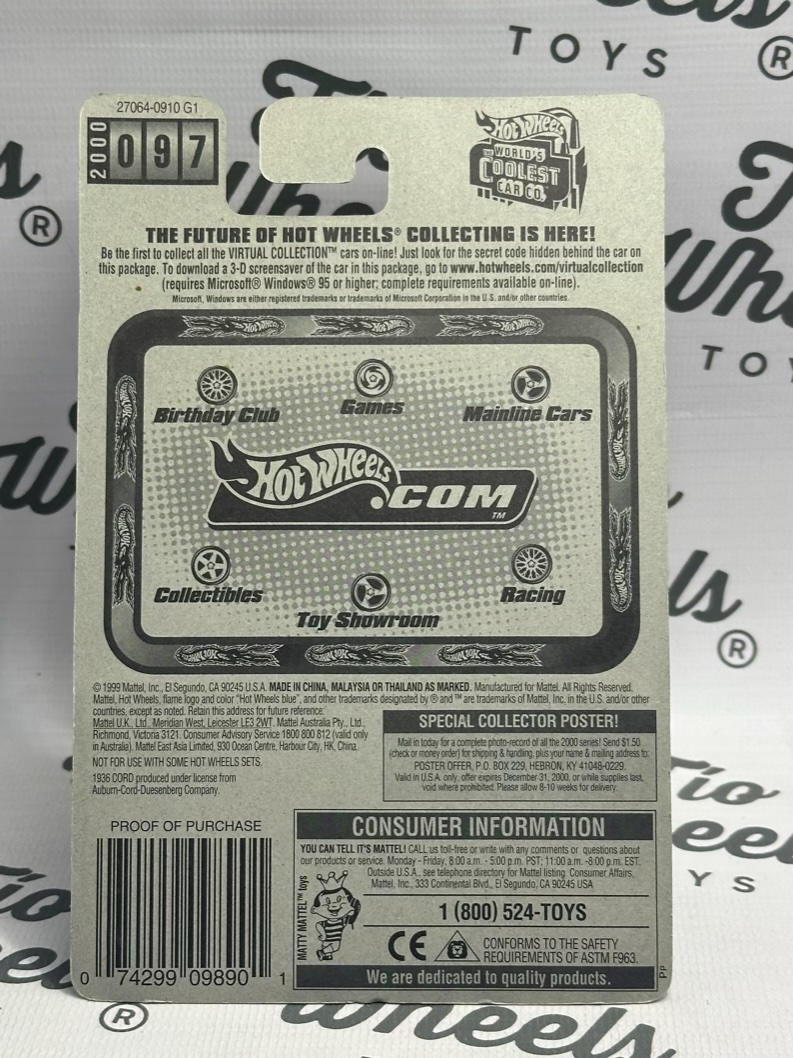 27064-0910 G1
2000 097
HOT WHEELS
THE WORLD'S
COOLEST
CAR CO.
THE FUTURE OF HOT WHEELS® COLLECTING IS HERE!
Be the first to collect all the VIRTUAL COLLECTION™ cars on-line! Just look for the secret code hidden behind the car on
this package. To download a 3-D screensaver of the car in this package, go to www.hotwheels.com/virtualcollection
(requires Microsoft® Windows® 95 or higher; complete requirements available on-line).
Microsoft, Windows are either registered trademarks or trademarks of Microsoft Corporation in the U.S. and/or other countries.
Birthday Club
Games
Mainline Cars
HOT WHEELS
.COM™
Collectibles
Toy Showroom
Racing
© 1999 Mattel, Inc., El Segundo, CA 90245 U.S.A. MADE IN CHINA, MALAYSIA OR THAILAND AS MARKED. Manufactured for Mattel. All Rights Reserved.
Mattel, Hot Wheels, flame logo and color "Hot Wheels blue", and other trademarks designated by ® and ™ are trademarks of Mattel, Inc. in the U.S. and/or other
countries, except as noted. Retain this address for future reference:
Mattel U.K. Ltd., Meridian West, Leicester LE3 2WT. Mattel Australia Pty., Ltd.,
Richmond, Victoria 3121. Consumer Advisory Service 1800 800 812 (valid only
in Australia). Mattel East Asia Limited, 930 Ocean Centre, Harbour City, HK, China.
NOT FOR USE WITH SOME HOT WHEELS SETS.
1936 CORD produced under license from
Auburn-Cord-Duesenberg Company.
SPECIAL COLLECTOR POSTER!
Mail in today for a complete photo-record of all the 2000 series! Send $1.50
(check or money order) for shipping & handling, plus your name & mailing address to:
POSTER OFFER, P.O. BOX 229, HEBRON, KY 41048-0229.
Valid in U.S.A. only, offer expires December 31, 2000, or while supplies last,
void where prohibited. Please allow 8-10 weeks for delivery.
PROOF OF PURCHASE
0 74299 09890 1
CONSUMER INFORMATION
YOU CAN TELL IT'S MATTEL! CALL us toll-free or write with any comments or questions about
our products or service. Monday - Friday, 8:00 a.m. - 5:00 p.m. PST; 11:00 a.m. -8:00 p.m. EST.
Outside U.S.A., see telephone directory for Mattel listing. Consumer Affairs,
Mattel, Inc., 333 Continental Blvd., El Segundo, CA 90245 USA
MATTY MATTEL™ toys
1 (800) 524-TOYS
CE
CONFORMS TO THE SAFETY
REQUIREMENTS OF ASTM F963.
We are dedicated to quality products.
PP
Tio
Wheels
TOYS ®